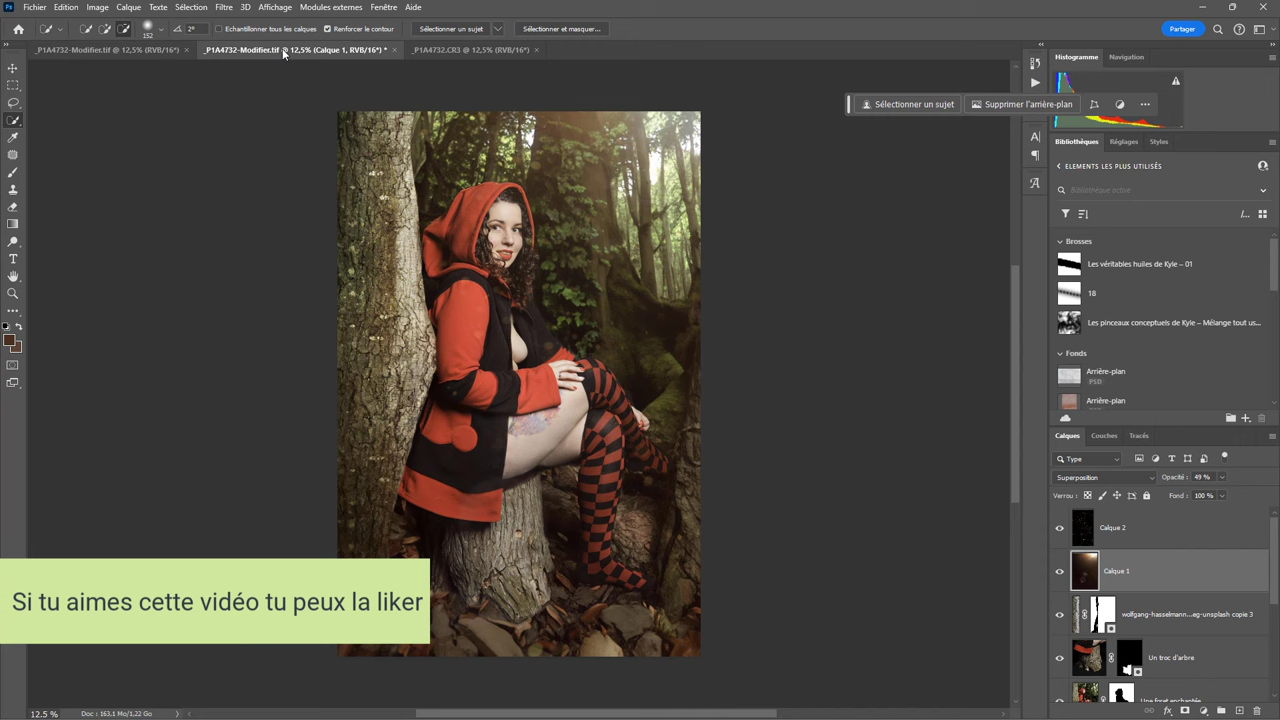 Fichier Edition Image Calque Texte Sélection Filtre 3D Affichage Modules externes Fenêtre Aide
152 2° Echantillonner tous les calques Renforcer le contour Sélectionner un sujet Sélectionner et masquer... Partager
_P1A4732-Modifier.tif @ 12,5% (RVB/16*) × _P1A4732-Modifier.tif @ 12,5% (Calque 1, RVB/16*) * × _P1A4732.CR3 @ 12,5% (RVB/16*) ×
Histogramme Navigation
Sélectionner un sujet Supprimer l'arrière-plan ...
Bibliothèques Réglages Styles
ELEMENTS LES PLUS UTILISÉS
Bibliothèque active
Brosses
Les véritables huiles de Kyle – 01
18
Les pinceaux conceptuels de Kyle – Mélange tout us...
Fonds
Arrière-plan
PSD
Arrière-plan
PSD
Calques Couches Tracés
Type
Superposition Opacité : 49 %
Verrou : Fond : 100 %
Calque 2
Calque 1
wolfgang-hasselmann...eg-unsplash copie 3
Un troc d'arbre
Une foret enchantée
Si tu aimes cette vidéo tu peux la liker
12.5 % Doc : 163,1 Mo/1,22 Go